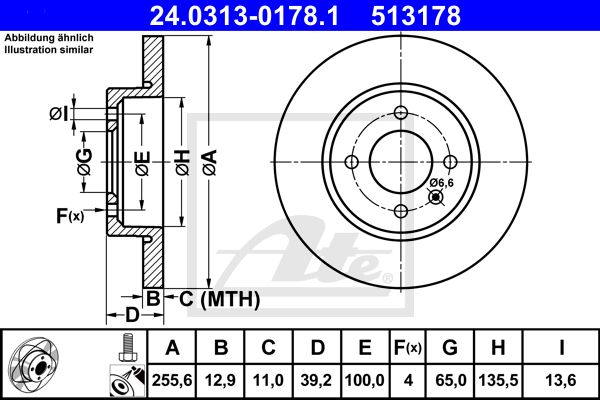 24.0313-0178.1 513178
Abbildung ähnlich
Illustration similar
ØI
ØG
ØE
ØH
ØA
F(x)
Ø6,6
B
C (MTH)
D
Ate
A B C D E F(x) G H I
255,6 12,9 11,0 39,2 100,0 4 65,0 135,5 13,6